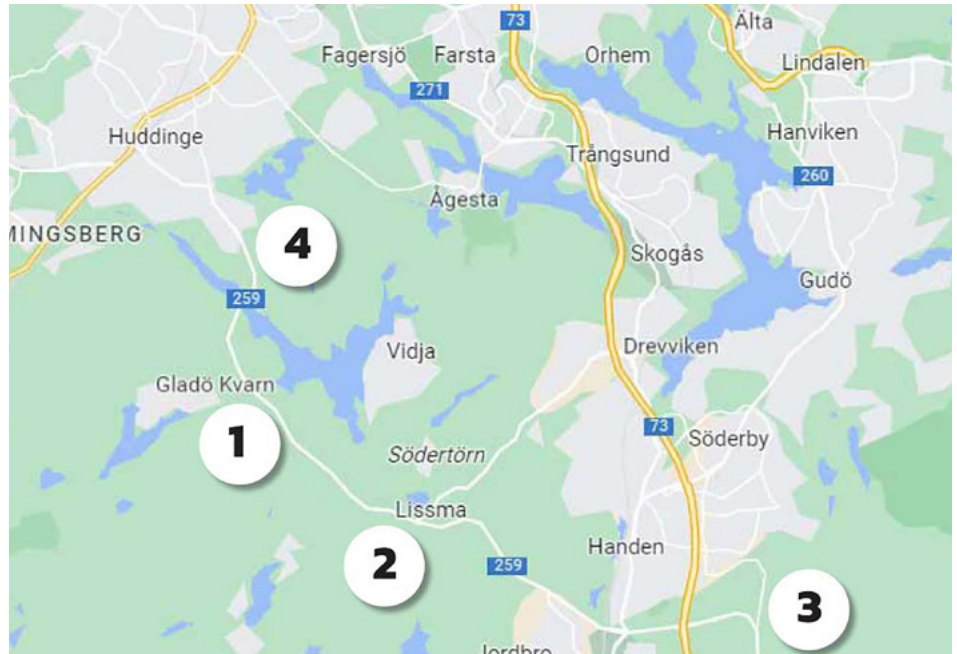 73
Älta
Fagersjö
Farsta
Orhem
Lindalen
271
Huddinge
Hanviken
Trångsund
260
Ågesta
MINGSBERG
4
Skogås
Gudö
259
Vidja
Drevviken
Gladö Kvarn
1
73
Söderby
Södertörn
Lissma
2
Handen
259
3
Jordbro